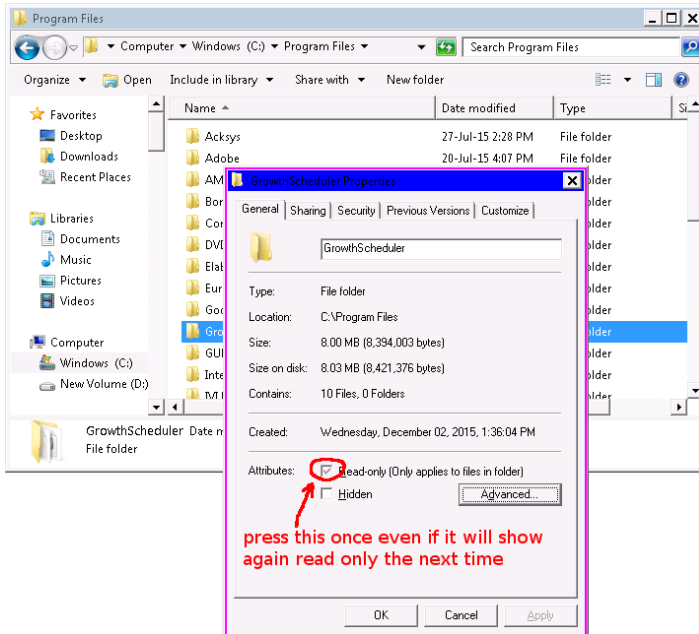 Program Files
Computer Windows (C:) Program Files
Search Program Files
Organize Open Include in library Share with New folder
Favorites
Desktop
Downloads
Recent Places
Libraries
Documents
Music
Pictures
Videos
Computer
Windows (C:)
New Volume (D:)
Name Date modified Type
Acksys 27-Jul-15 2:28 PM File folder
Adobe 20-Jul-15 4:07 PM File folder
GrowthScheduler Properties
General Sharing Security Previous Versions Customize
GrowthScheduler
Type: File folder
Location: C:\Program Files
Size: 8.00 MB (8,394,003 bytes)
Size on disk: 8.03 MB (8,421,376 bytes)
Contains: 10 Files, 0 Folders
Created: Wednesday, December 02, 2015, 1:36:04 PM
Attributes: Read-only (Only applies to files in folder)
Hidden Advanced...
press this once even if it will show
again read only the next time
OK Cancel Apply
GrowthScheduler Date
File folder